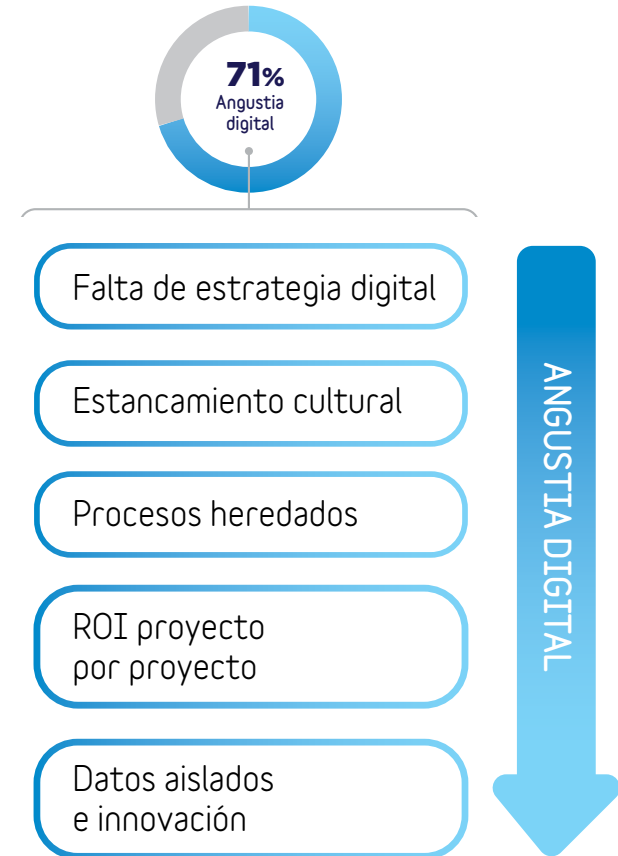 71%
Angustia
digital
Falta de estrategia digital
Estancamiento cultural
Procesos heredados
ROI proyecto
por proyecto
Datos aislados
e innovación
ANGUSTIA DIGITAL